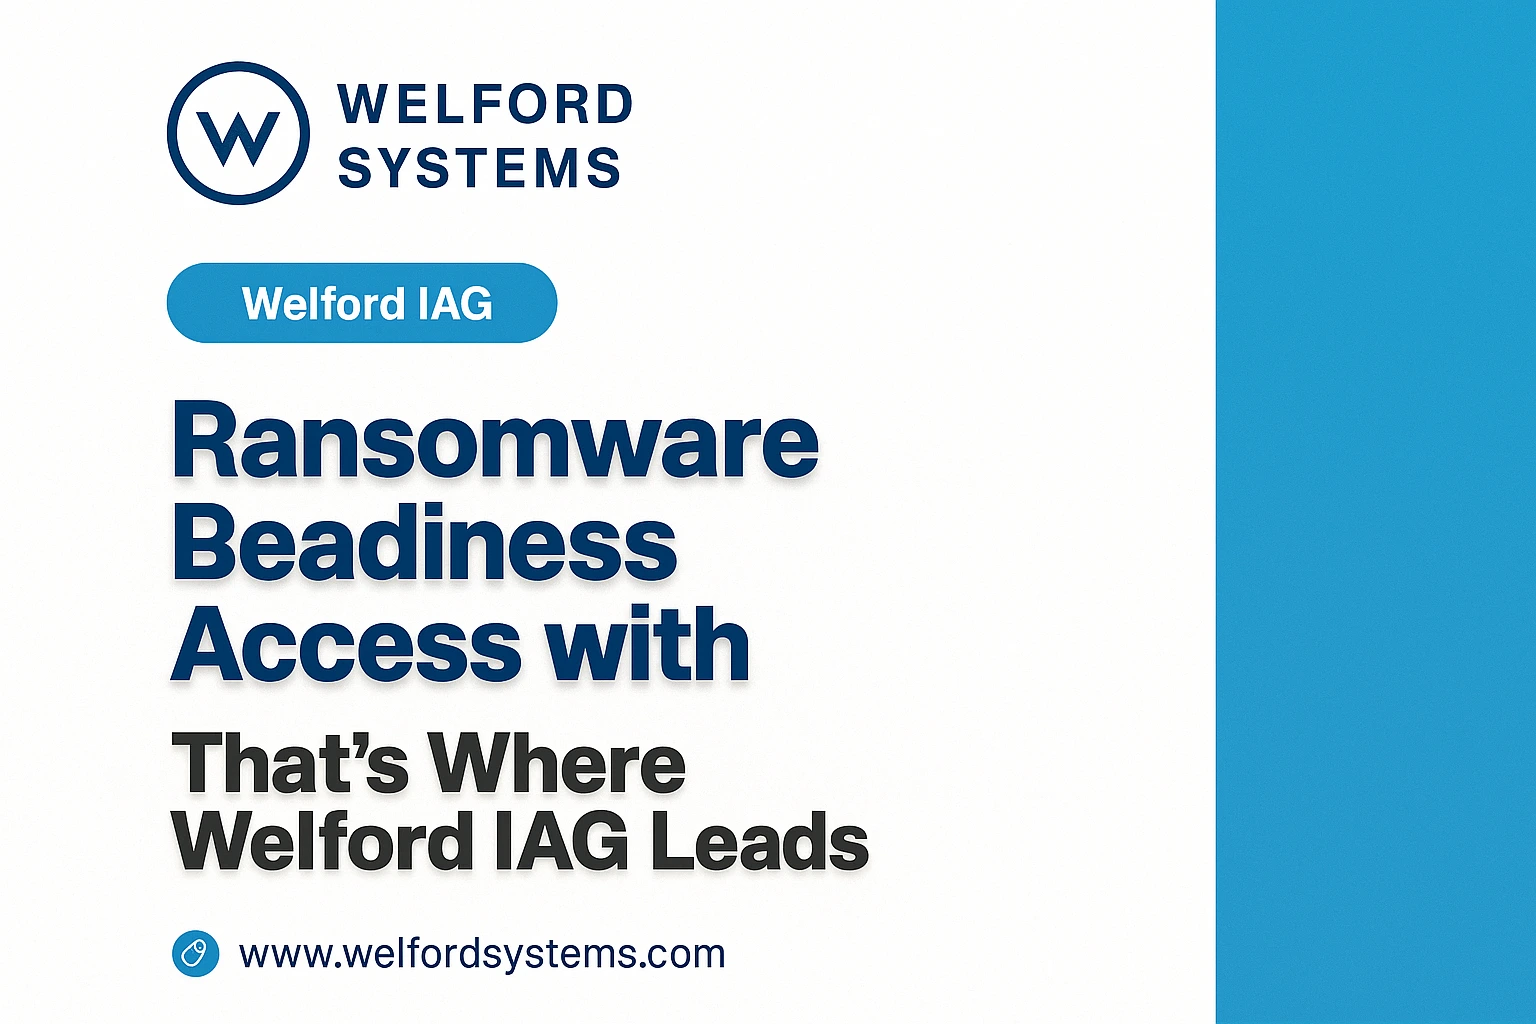 W
WELFORD
SYSTEMS
Welford IAG
Ransomware
Beadiness
Access with
That’s Where
Welford IAG Leads
www.welfordsystems.com